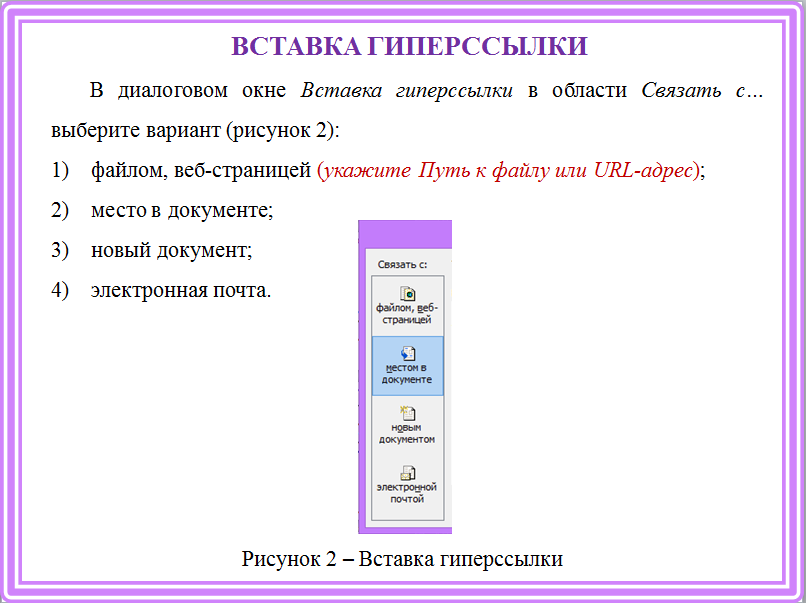 ВСТАВКА ГИПЕРССЫЛКИ
В диалоговом окне Вставка гиперссылки в области Связать с…
выберите вариант (рисунок 2):
1) файлом, веб-страницей (укажите Путь к файлу или URL-адрес);
2) место в документе;
3) новый документ;
4) электронная почта.
Связать с:
файлом, веб-
страницей
местом в
документе
новым
документом
электронной
почтой
Рисунок 2 – Вставка гиперссылки